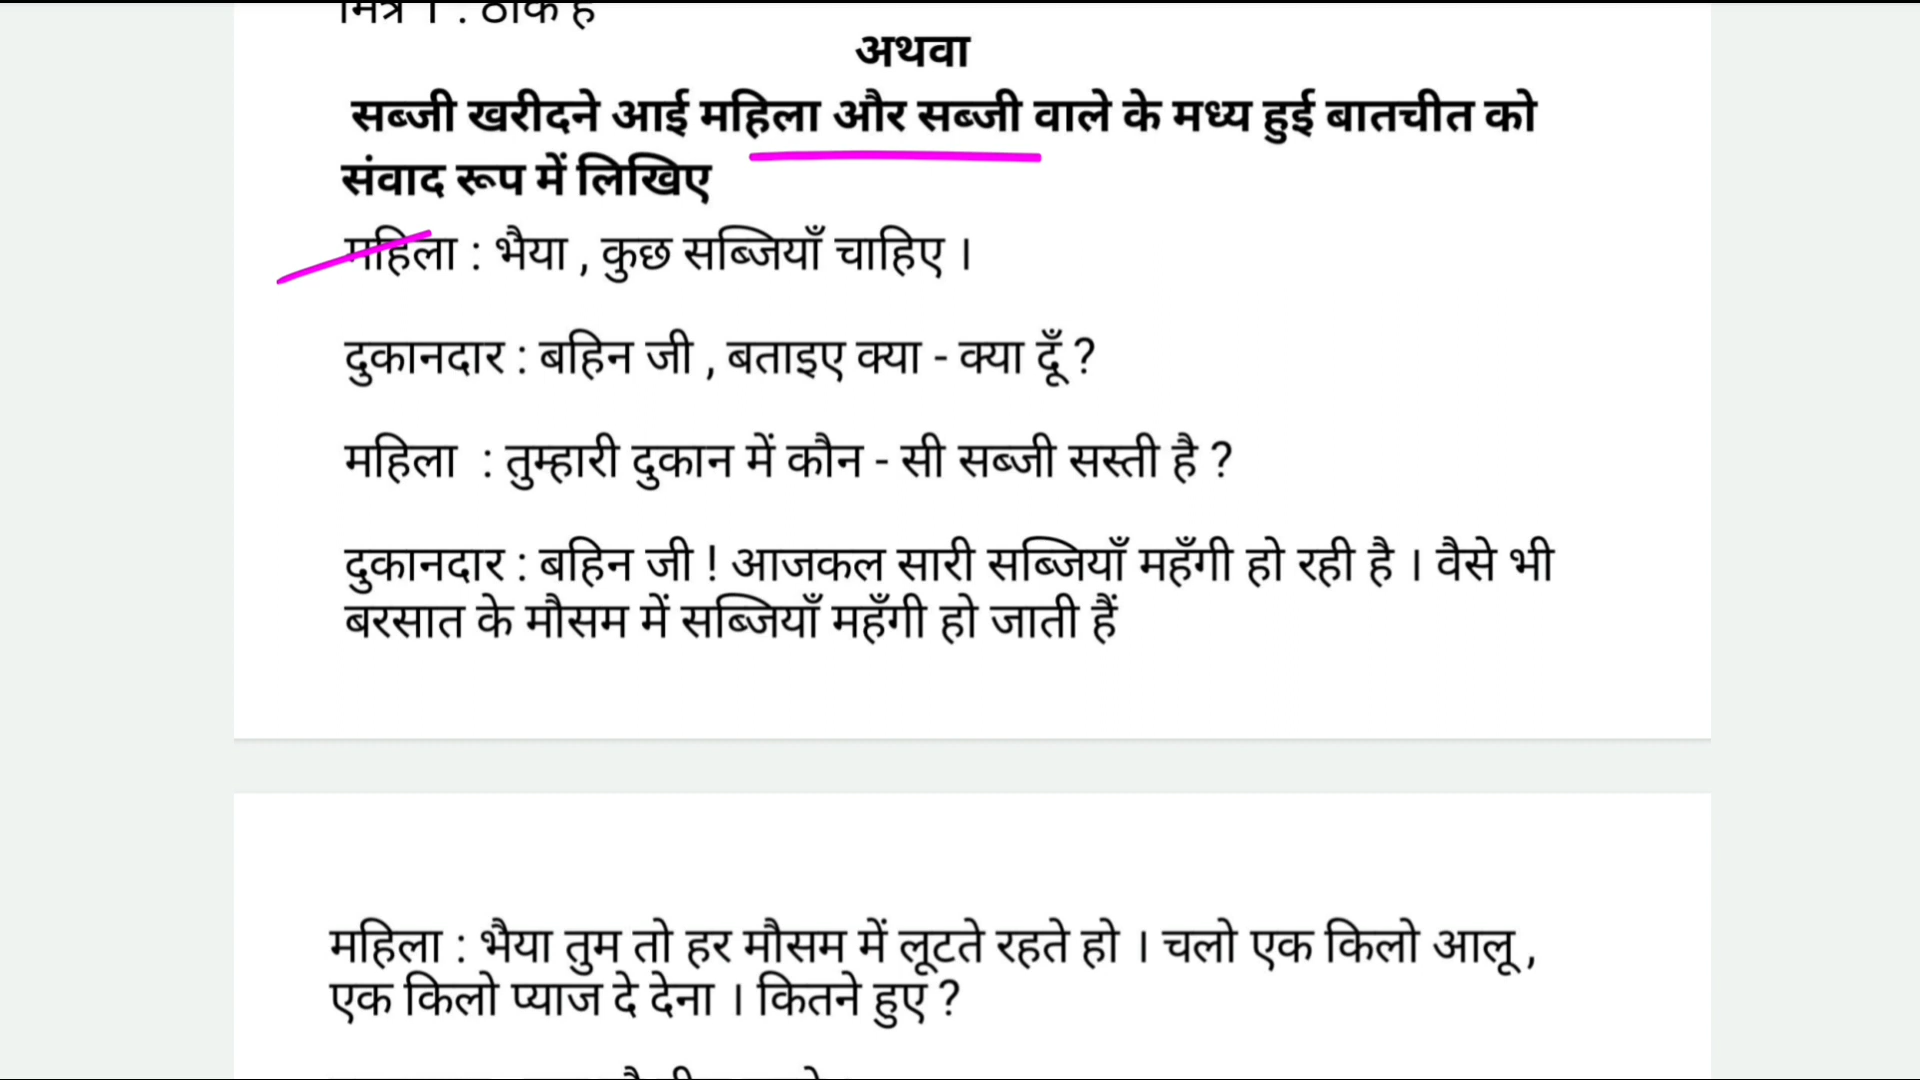 मित्र 1 : ठीक है
अथवा
सब्जी खरीदने आई महिला और सब्जी वाले के मध्य हुई बातचीत को
संवाद रूप में लिखिए
महिला : भैया , कुछ सब्जियाँ चाहिए ।
दुकानदार : बहिन जी , बताइए क्या - क्या दूँ ?
महिला : तुम्हारी दुकान में कौन - सी सब्जी सस्ती है ?
दुकानदार : बहिन जी ! आजकल सारी सब्जियाँ महँगी हो रही है । वैसे भी
बरसात के मौसम में सब्जियाँ महँगी हो जाती हैं
महिला : भैया तुम तो हर मौसम में लूटते रहते हो । चलो एक किलो आलू ,
एक किलो प्याज दे देना । कितने हुए ?